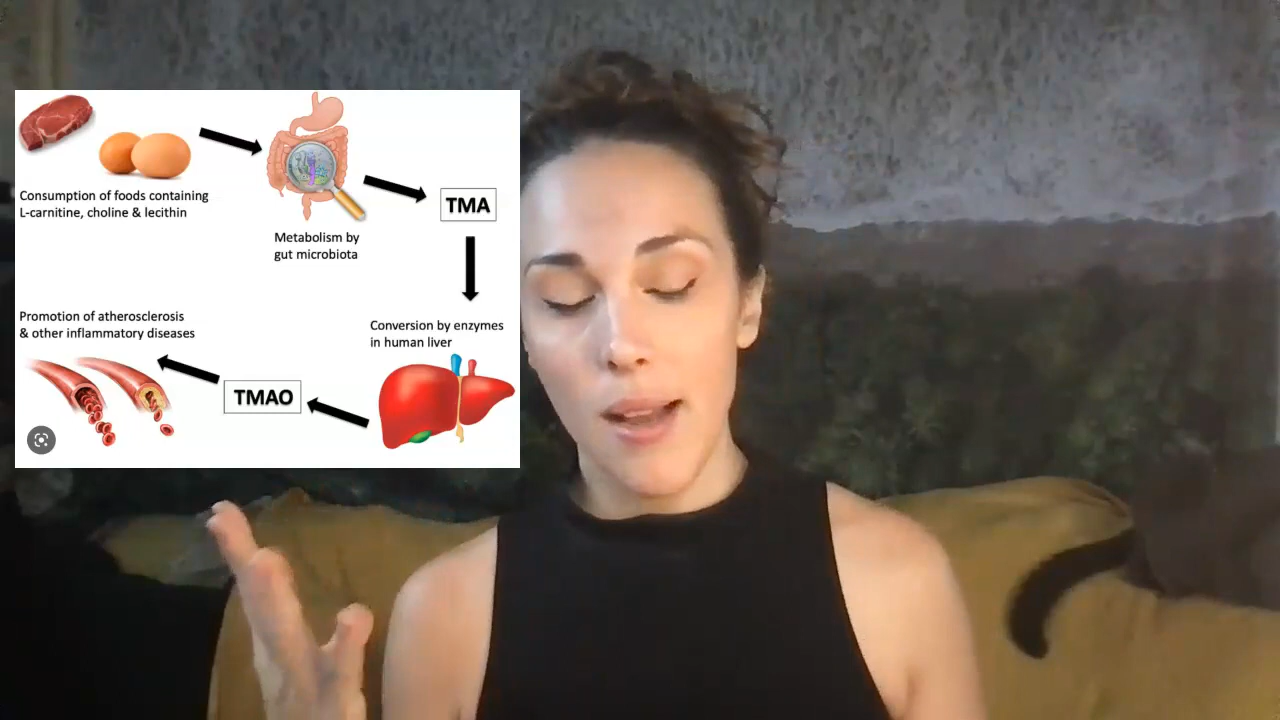 Consumption of foods containing
L-carnitine, choline & lecithin
Metabolism by
gut microbiota
TMA
Conversion by enzymes
in human liver
TMAO
Promotion of atherosclerosis
& other inflammatory diseases